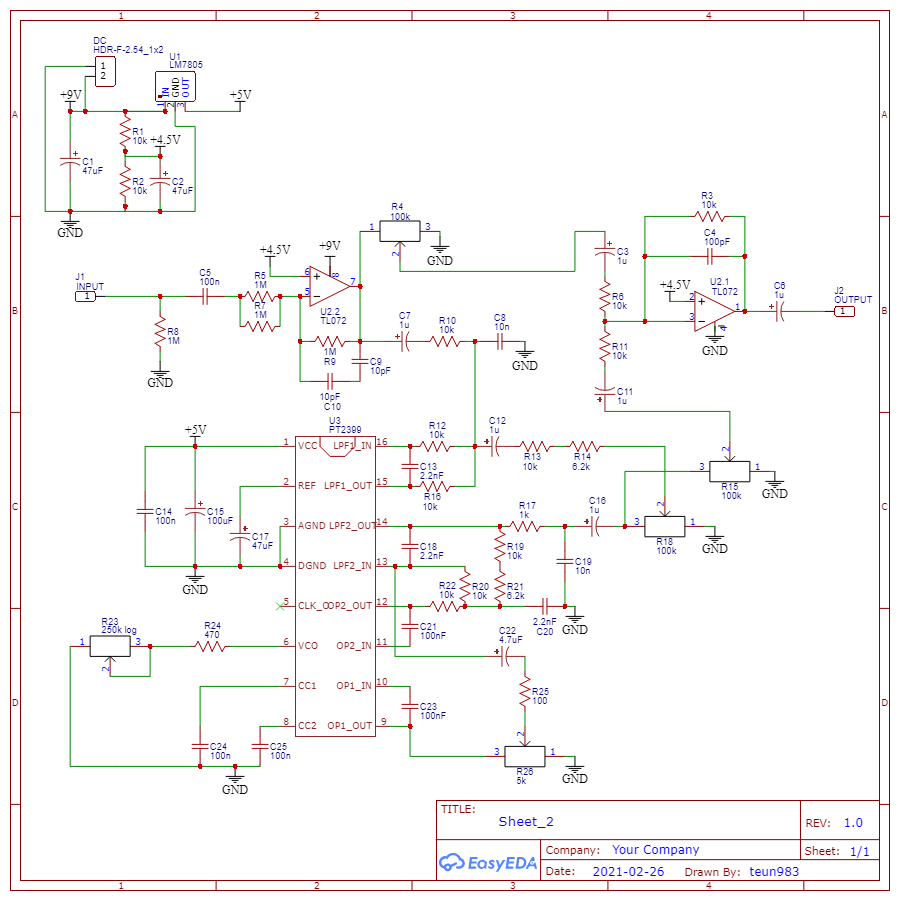 1 2 3 4
A A
B B
C C
D D
1 2 3 4
DC
HDR-F-2.54_1x2
1
2
U1
LM7805
IN
GND
OUT
1 2 3
+9V
+5V
R1
10k
+4.5V
R2
10k
C1
47uF
C2
47uF
GND
J1
INPUT
1
R8
1M
GND
C5
100n
R5
1M
R7
1M
+4.5V
+9V
6
5
8
7
U2.2
TL072
1M
R9
10pF
C10
C9
10pF
R4
100k
1 3
2
GND
C7
1u
R10
10k
C8
10n
GND
C3
1u
R6
10k
R11
10k
C11
1u
R3
10k
C4
100pF
+4.5V
2
3
1
4
U2.1
TL072
GND
C6
1u
J2
OUTPUT
1
U3
PT2399
1 VCC LPF1_IN 16
2 REF LPF1_OUT 15
3 AGND LPF2_OUT 14
4 DGND LPF2_IN 13
5 CLK_O OP2_OUT 12
6 VCO OP2_IN 11
7 CC1 OP1_IN 10
8 CC2 OP1_OUT 9
+5V
C14
100n
C15
100uF
C17
47uF
GND
R12
10k
C13
2.2nF
R16
10k
C12
1u
R13
10k
R14
6.2k
2
3 1
R15
100k
GND
C18
2.2nF
R17
1k
C16
1u
2
3 1
R18
100k
GND
R19
10k
C19
10n
R22
10k
R20
10k
R21
6.2k
2.2nF
C20
GND
C21
100nF
C22
4.7uF
R25
100
C23
100nF
2
3 1
R26
5k
GND
R23
250k log
1 3
2
R24
470
C24
100n
C25
100n
GND
TITLE:
Sheet_2
REV: 1.0
EasyEDA
Company: Your Company
Sheet: 1/1
Date: 2021-02-26 Drawn By: teun983